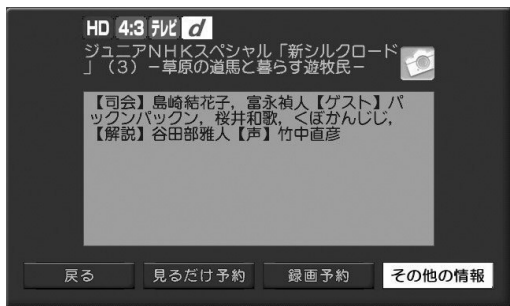 HD 4:3 テレビ d
ジュニアNHKスペシャル「新シルクロード
」（3）－草原の道馬と暮らす遊牧民－
【司会】島崎結花子，富永禎人【ゲスト】パ
ックンパックン，桜井和歌，くぼかんじじ，
【解説】谷田部雅人【声】竹中直彦
戻る 見るだけ予約 録画予約 その他の情報